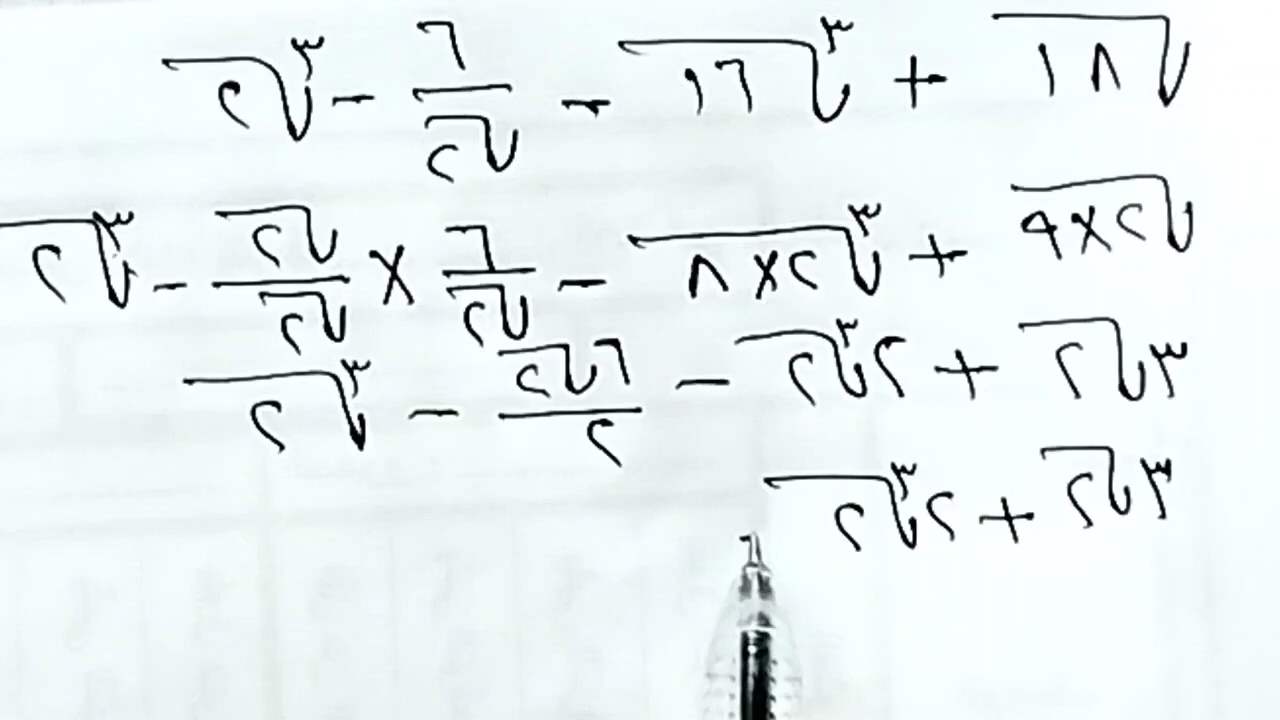 √١٨ + ∛١٦ − ٦/√٢ − ∛٢
√(٢×٩) + ∛(٢×٨) − ٦/√٢ × √٢/√٢ − ∛٢
٣√٢ + ٢∛٢ − ٦√٢/٢ − ∛٢
٣√٢ + ٢∛٢